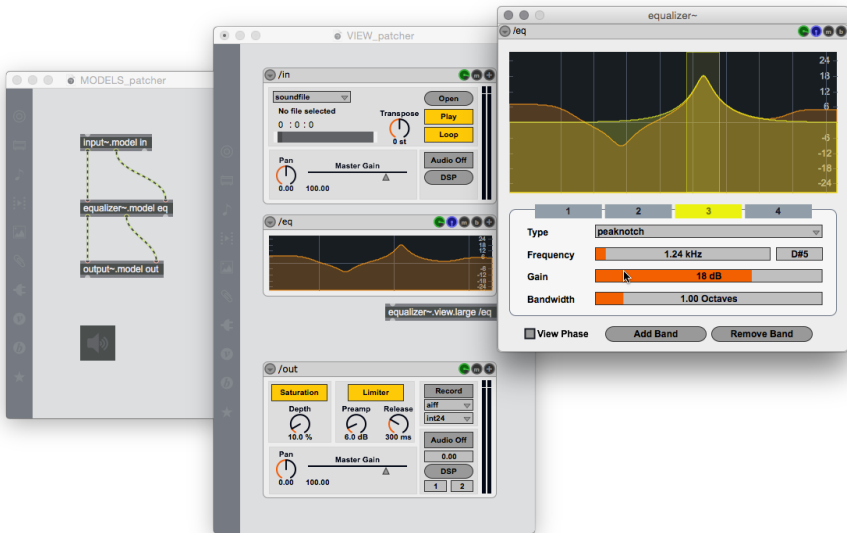 MODELS_patcher
input~.model in
equalizer~.model eq
output~.model out
VIEW_patcher
/in
m
soundfile
No file selected
0 : 0 : 0
Transpose
0 st
Open
Play
Loop
Pan
0.00
Master Gain
100.00
Audio Off
DSP
/eq
m
24
18
12
6
-6
-12
-18
-24
equalizer~.view.large /eq
/out
m
Saturation
Limiter
Depth
10.0 %
Preamp
6.0 dB
Release
300 ms
Record
aiff
int24
Pan
0.00
Master Gain
100.00
Audio Off
0.00
DSP
1 2
equalizer~
/eq
m
24
18
12
6
-6
-12
-18
-24
1 2 3 4
Type peaknotch
Frequency 1.24 kHz D#5
Gain 18 dB
Bandwidth 1.00 Octaves
View Phase Add Band Remove Band